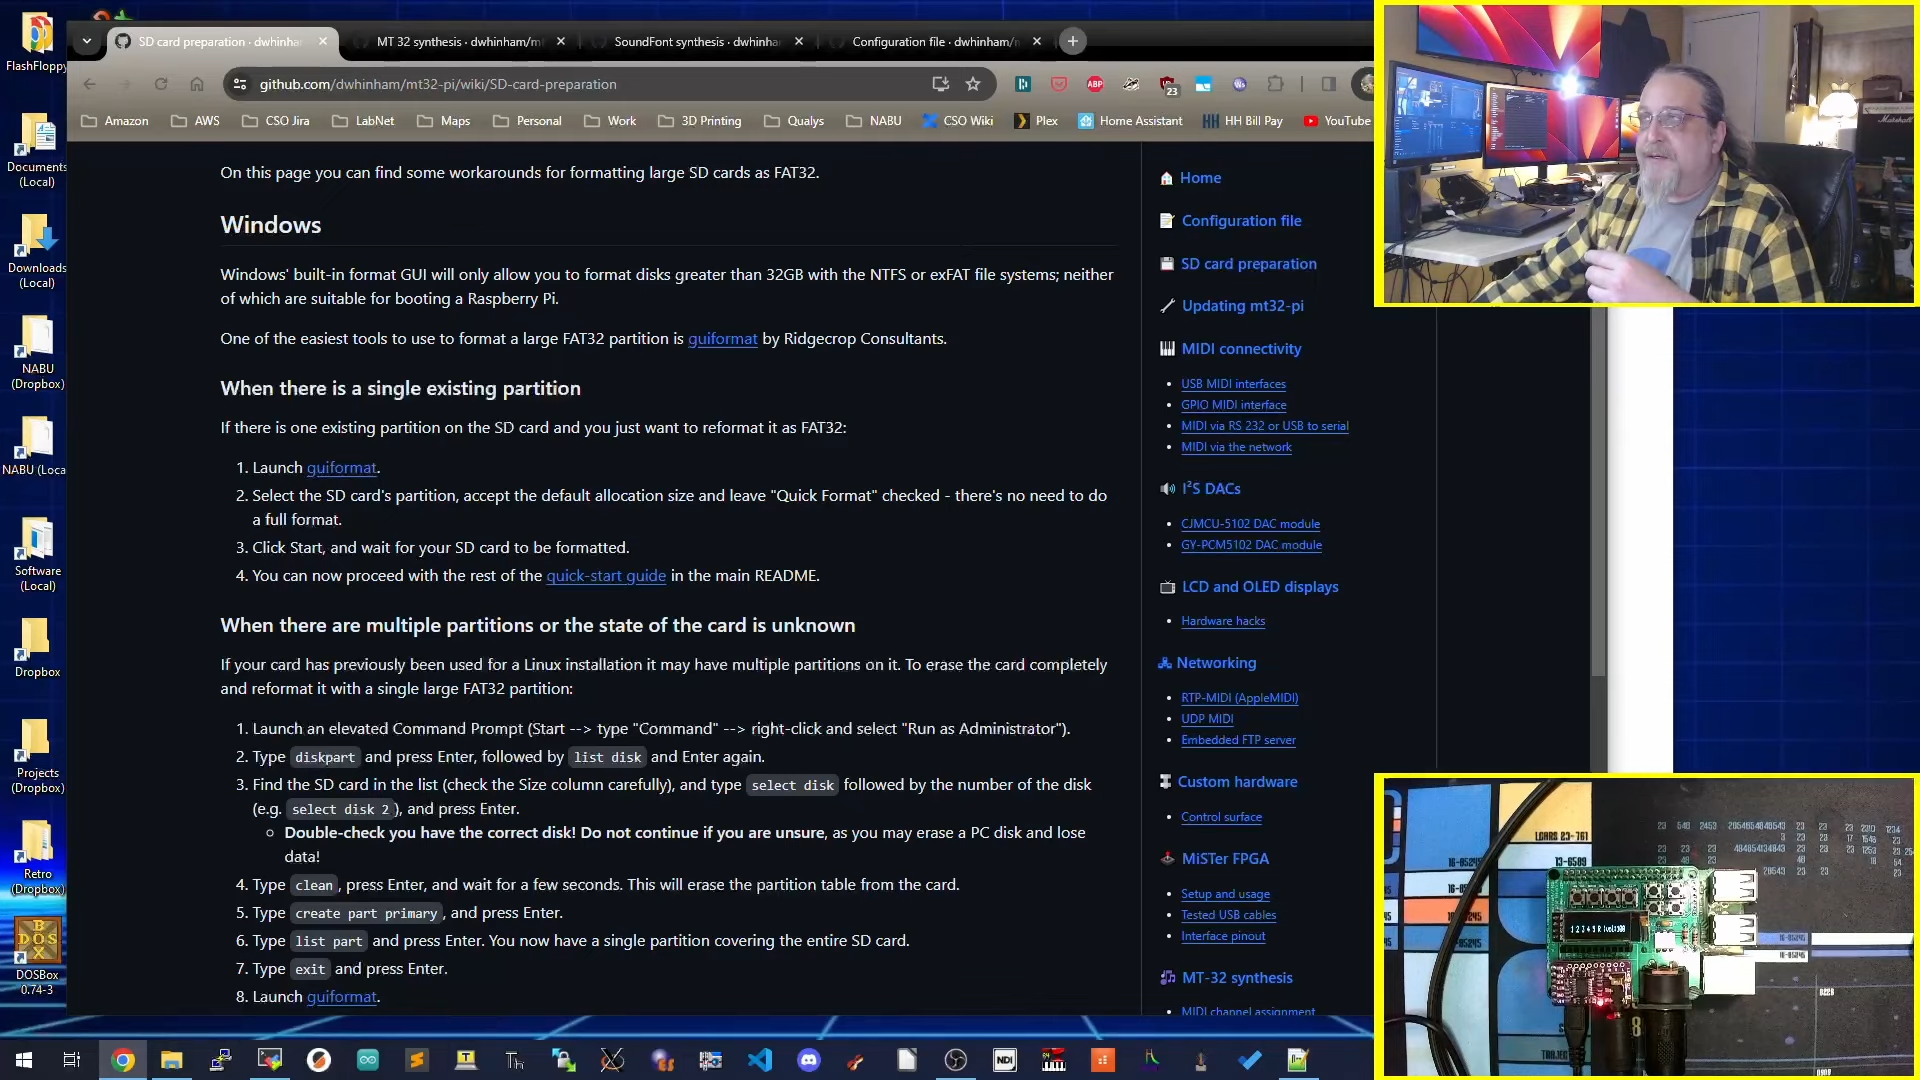 SD card preparation · dwhinha
MT 32 synthesis · dwhinham/mt
SoundFont synthesis · dwhinha
Configuration file · dwhinham/
github.com/dwhinham/mt32-pi/wiki/SD-card-preparation
ABP
23
Amazon
AWS
CSO Jira
LabNet
Maps
Personal
Work
3D Printing
Qualys
NABU
CSO Wiki
Plex
Home Assistant
HH Bill Pay
YouTube
FlashFloppy
Documents
(Local)
Downloads
(Local)
NABU
(Dropbox)
NABU (Loca
Software
(Local)
Dropbox
Projects
(Dropbox)
Retro
(Dropbox)
DOSBox
0.74-3
On this page you can find some workarounds for formatting large SD cards as FAT32.
Windows
Windows' built-in format GUI will only allow you to format disks greater than 32GB with the NTFS or exFAT file systems; neither
of which are suitable for booting a Raspberry Pi.
One of the easiest tools to use to format a large FAT32 partition is guiformat by Ridgecrop Consultants.
When there is a single existing partition
If there is one existing partition on the SD card and you just want to reformat it as FAT32:
1. Launch guiformat.
2. Select the SD card's partition, accept the default allocation size and leave "Quick Format" checked - there's no need to do
a full format.
3. Click Start, and wait for your SD card to be formatted.
4. You can now proceed with the rest of the quick-start guide in the main README.
When there are multiple partitions or the state of the card is unknown
If your card has previously been used for a Linux installation it may have multiple partitions on it. To erase the card completely
and reformat it with a single large FAT32 partition:
1. Launch an elevated Command Prompt (Start --> type "Command" --> right-click and select "Run as Administrator").
2. Type diskpart and press Enter, followed by list disk and Enter again.
3. Find the SD card in the list (check the Size column carefully), and type select disk followed by the number of the disk
(e.g. select disk 2), and press Enter.
Double-check you have the correct disk! Do not continue if you are unsure, as you may erase a PC disk and lose
data!
4. Type clean, press Enter, and wait for a few seconds. This will erase the partition table from the card.
5. Type create part primary, and press Enter.
6. Type list part and press Enter. You now have a single partition covering the entire SD card.
7. Type exit and press Enter.
8. Launch guiformat.
Home
Configuration file
SD card preparation
Updating mt32-pi
MIDI connectivity
USB MIDI interfaces
GPIO MIDI interface
MIDI via RS 232 or USB to serial
MIDI via the network
I²S DACs
CJMCU-5102 DAC module
GY-PCM5102 DAC module
LCD and OLED displays
Hardware hacks
Networking
RTP-MIDI (AppleMIDI)
UDP MIDI
Embedded FTP server
Custom hardware
Control surface
MiSTer FPGA
Setup and usage
Tested USB cables
Interface pinout
MT-32 synthesis
MIDI channel assignment
Marshall
LCARS 23-761
13-6589
NDI